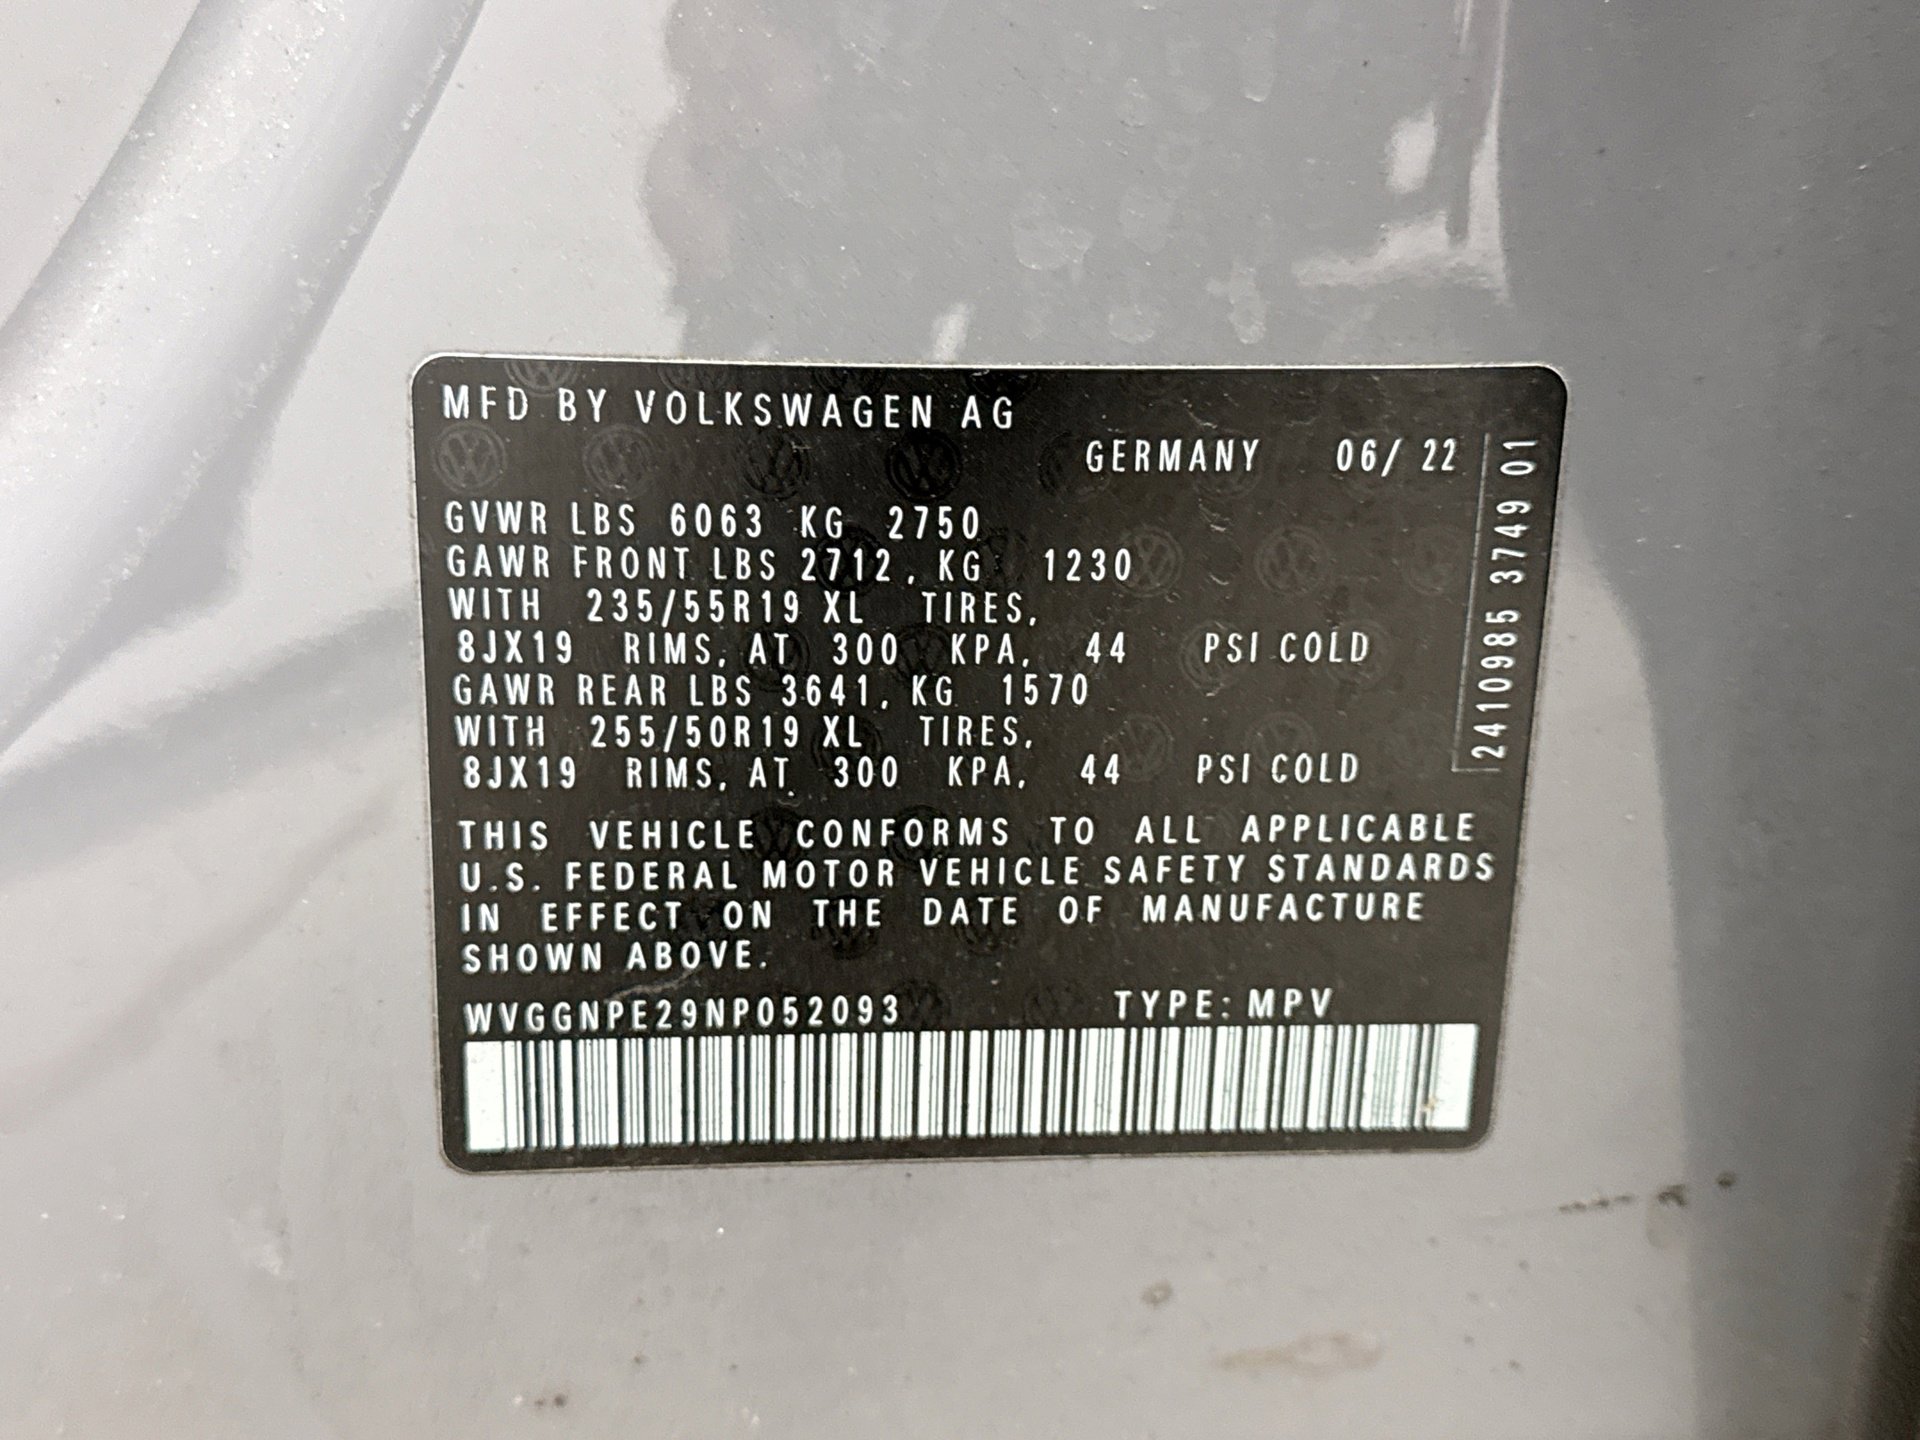 MFD BY VOLKSWAGEN AG
GERMANY 06/ 22
GVWR LBS 6063 KG 2750
GAWR FRONT LBS 2712, KG 1230
WITH 235/55R19 XL TIRES,
8JX19 RIMS, AT 300 KPA, 44 PSI COLD
GAWR REAR LBS 3641, KG 1570
WITH 255/50R19 XL TIRES,
8JX19 RIMS, AT 300 KPA, 44 PSI COLD
THIS VEHICLE CONFORMS TO ALL APPLICABLE
U.S. FEDERAL MOTOR VEHICLE SAFETY STANDARDS
IN EFFECT ON THE DATE OF MANUFACTURE
SHOWN ABOVE.
WVGGNPE29NP052093 TYPE: MPV
2410985 3749 01